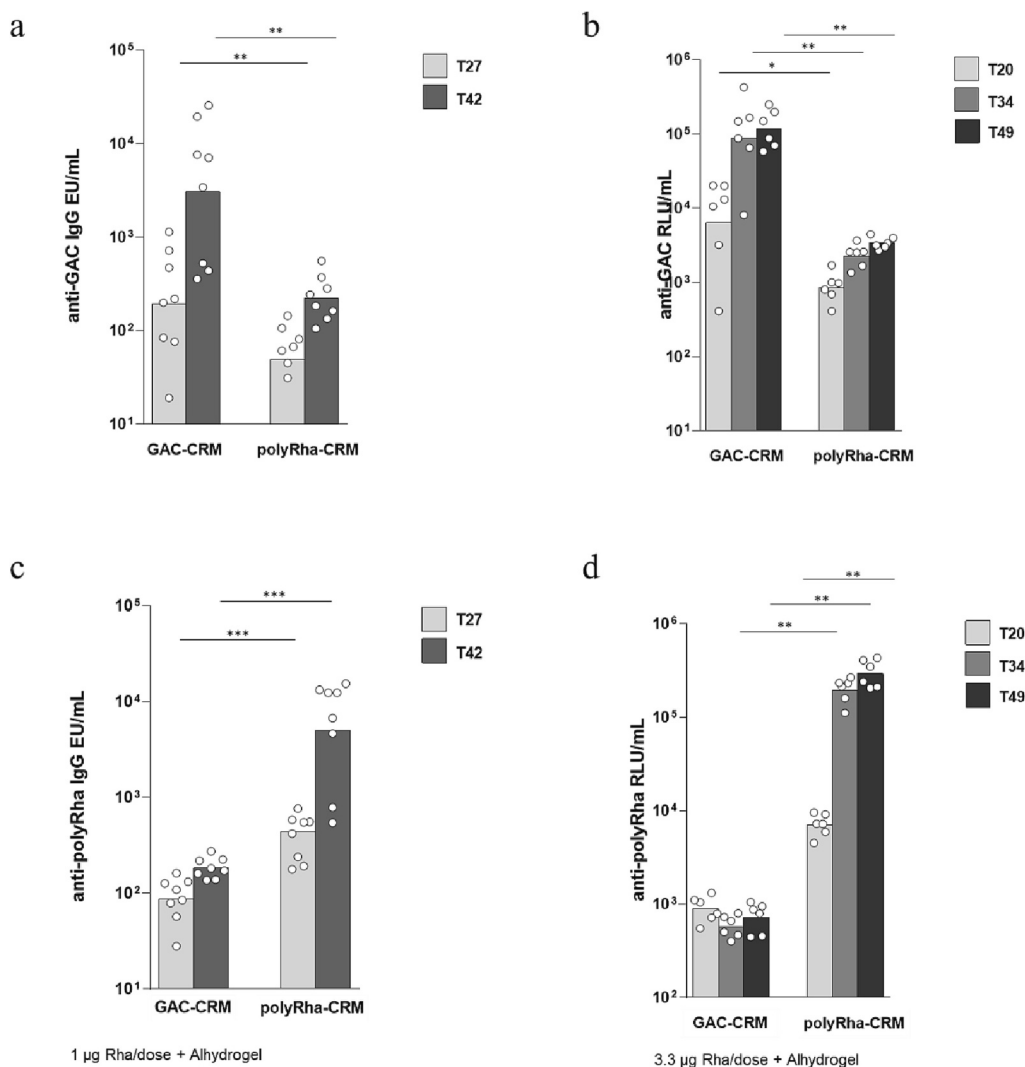 a
**
**
10⁵
10⁴
10³
10²
10¹
anti-GAC IgG EU/mL
GAC-CRM
polyRha-CRM
T27
T42
b
**
**
*
10⁶
10⁵
10⁴
10³
10²
10¹
anti-GAC RLU/mL
GAC-CRM
polyRha-CRM
T20
T34
T49
c
***
***
10⁵
10⁴
10³
10²
10¹
anti-polyRha IgG EU/mL
GAC-CRM
polyRha-CRM
T27
T42
1 µg Rha/dose + Alhydrogel
d
**
**
**
10⁶
10⁵
10⁴
10³
10²
anti-polyRha RLU/mL
GAC-CRM
polyRha-CRM
T20
T34
T49
3.3 µg Rha/dose + Alhydrogel